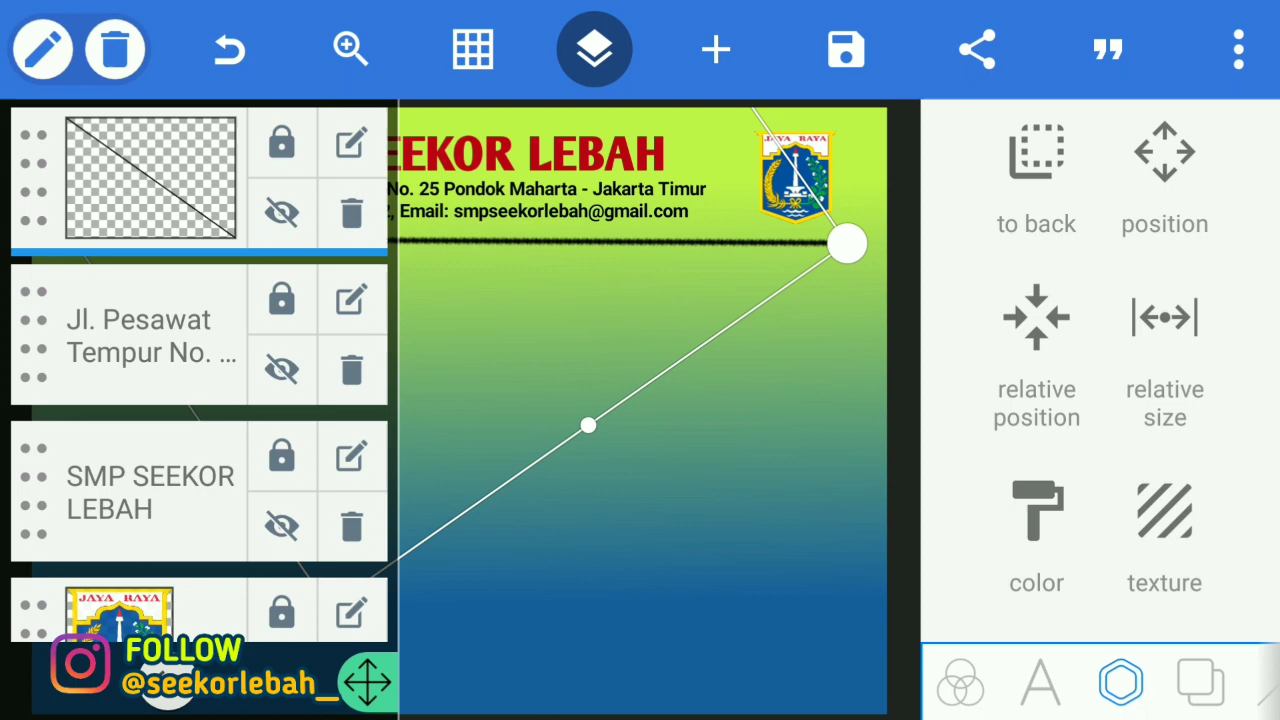 EEKOR LEBAH
No. 25 Pondok Maharta - Jakarta Timur
, Email: smpseekorlebah@gmail.com
JAYA RAYA
Jl. Pesawat
Tempur No. ...
SMP SEEKOR
LEBAH
JAYA RAYA
FOLLOW
@seekorlebah_
to back
position
relative
position
relative
size
color
texture
A